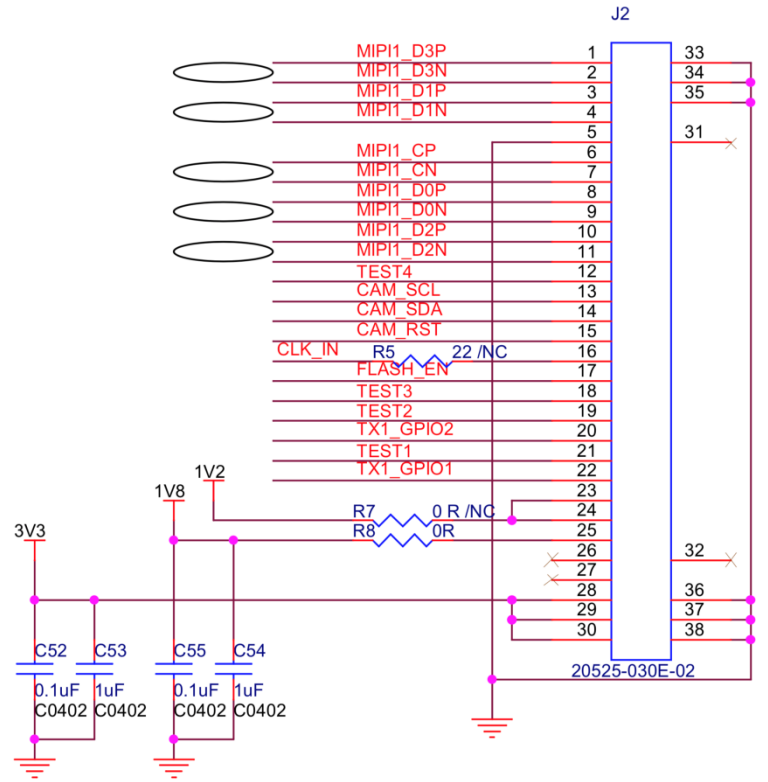 J2
MIPI1_D3P 1 33
MIPI1_D3N 2 34
MIPI1_D1P 3 35
MIPI1_D1N 4
5 31
MIPI1_CP 6
MIPI1_CN 7
MIPI1_D0P 8
MIPI1_D0N 9
MIPI1_D2P 10
MIPI1_D2N 11
TEST4 12
CAM_SCL 13
CAM_SDA 14
CAM_RST 15
CLK_IN R5 22 /NC 16
FLASH_EN 17
TEST3 18
TEST2 19
TX1_GPIO2 20
TEST1 21
TX1_GPIO1 22
1V2 23
1V8 R7 0 R /NC 24
3V3 R8 0R 25
26 32
27
28 36
29 37
30 38
C52 C53 C55 C54
20525-030E-02
0.1uF 1uF 0.1uF 1uF
C0402 C0402 C0402 C0402